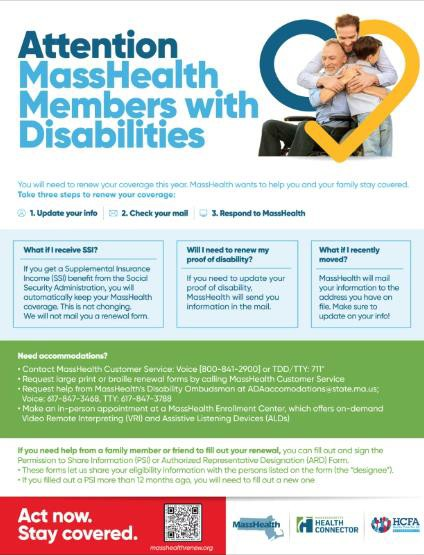 Attention
MassHealth
Members with
Disabilities
You will need to renew your coverage this year. MassHealth wants to help you and your family stay covered.
Take three steps to renew your coverage:
1. Update your info
2. Check your mail
3. Respond to MassHealth
What if I receive SSI?
If you get a Supplemental Insurance
Income (SSI) benefit from the Social
Security Administration, you will
automatically keep your MassHealth
coverage. This is not changing.
We will not mail you a renewal form.
Will I need to renew my
proof of disability?
If you need to update your
proof of disability,
MassHealth will send you
information in the mail.
What if I recently
moved?
MassHealth will mail
your information to the
address you have on
file. Make sure to
update on your info!
Need accommodations?
• Contact MassHealth Customer Service: Voice [800-841-2900] or TDD/TTY: 711"
• Request large print or braille renewal forms by calling MassHealth Customer Service
• Request help from MassHealth's Disability Ombudsman at ADAaccomodations@state.ma.us;
Voice: 617-847-3468, TTY: 617-847-3788
• Make an in-person appointment at a MassHealth Enrollment Center, which offers on-demand
Video Remote Interpreting (VRI) and Assistive Listening Devices (ALDs)
If you need help from a family member or friend to fill out your renewal, you can fill out and sign the
Permission to Share Information (PSI) or Authorized Representative Designation (ARD) Form.
• These forms let us share your eligibility information with the persons listed on the form (the "designee").
• If you filled out a PSI more than 12 months ago, you will need to fill out a new one
Act now.
Stay covered.
masshealthrenew.org
MassHealth
HEALTH
CONNECTOR
HCFA